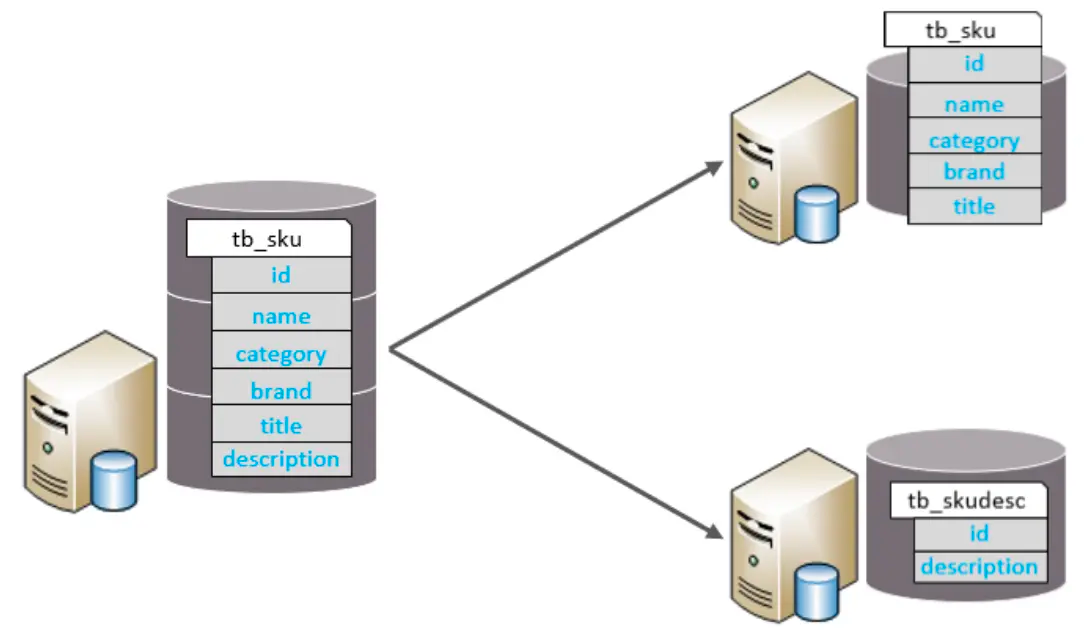 tb_sku
id
name
category
brand
title
description
tb_sku
id
name
category
brand
title
tb_skudesc
id
description